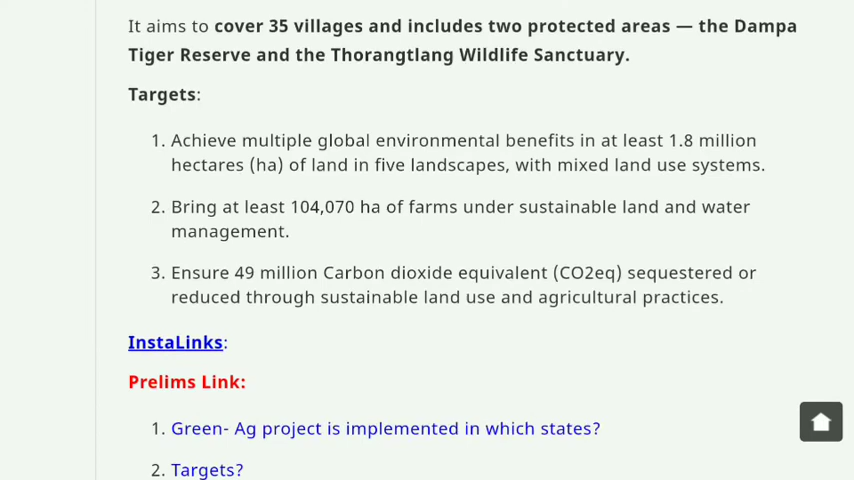 It aims to cover 35 villages and includes two protected areas — the Dampa
Tiger Reserve and the Thorangtlang Wildlife Sanctuary.
Targets:
1. Achieve multiple global environmental benefits in at least 1.8 million
hectares (ha) of land in five landscapes, with mixed land use systems.
2. Bring at least 104,070 ha of farms under sustainable land and water
management.
3. Ensure 49 million Carbon dioxide equivalent (CO2eq) sequestered or
reduced through sustainable land use and agricultural practices.
InstaLinks:
Prelims Link:
1. Green- Ag project is implemented in which states?
2. Targets?